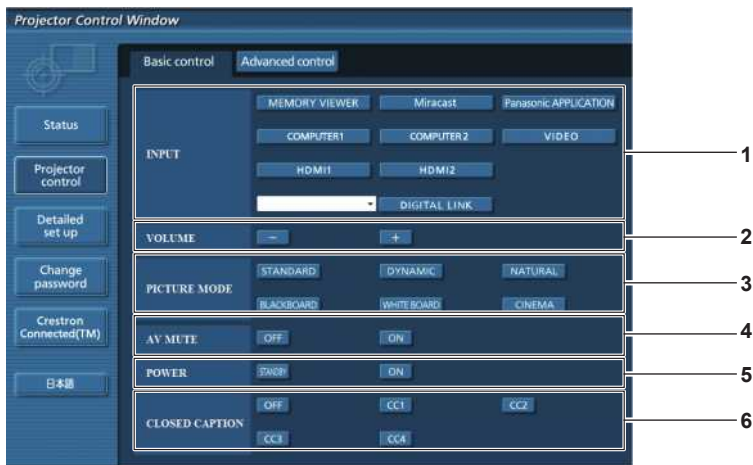 Projector Control Window
Basic control Advanced control
Status
Projector control
Detailed set up
Change password
Crestron Connected(TM)
日本語
INPUT
MEMORY VIEWER Miracast Panasonic APPLICATION
COMPUTER1 COMPUTER2 VIDEO
HDMI1 HDMI2
DIGITAL LINK
1
VOLUME - +
2
PICTURE MODE
STANDARD DYNAMIC NATURAL
BLACKBOARD WHITE BOARD CINEMA
3
AV MUTE OFF ON
4
POWER STANDBY ON
5
CLOSED CAPTION
OFF CC1 CC2
CC3 CC4
6